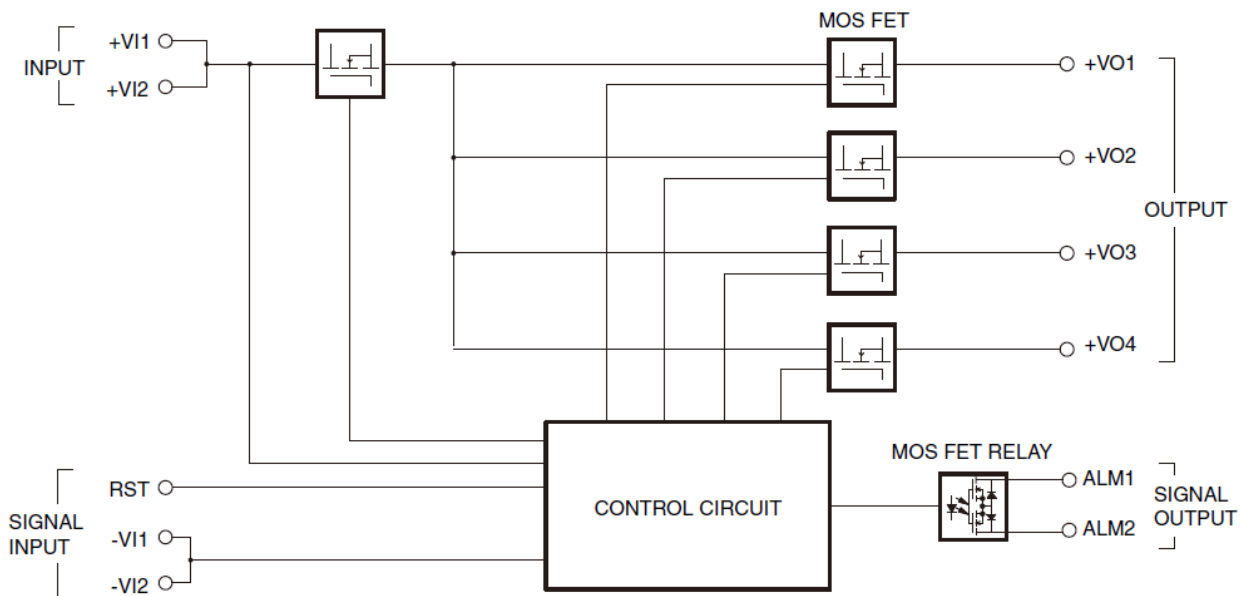 MOS FET
INPUT
+VI1
+VI2
+VO1
+VO2
+VO3
+VO4
OUTPUT
MOS FET RELAY
SIGNAL
INPUT
RST
-VI1
-VI2
CONTROL CIRCUIT
ALM1
ALM2
SIGNAL
OUTPUT